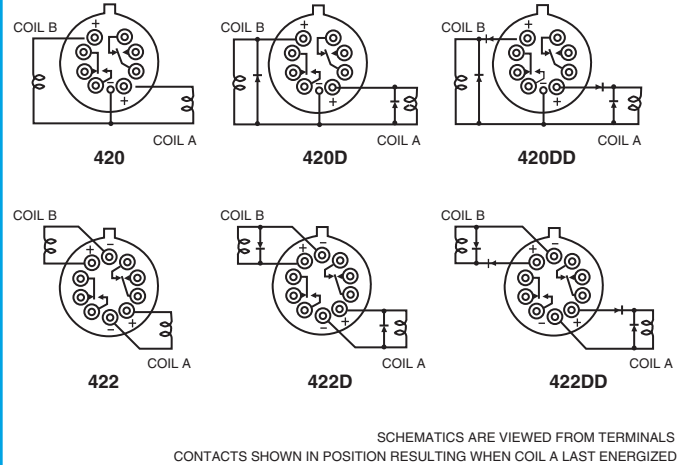 COIL B + − + COIL A
420
COIL B + − + COIL A
420D
COIL B + − + COIL A
420DD
COIL B − + + − COIL A
422
COIL B − + + − COIL A
422D
COIL B − + + − COIL A
422DD
SCHEMATICS ARE VIEWED FROM TERMINALS
CONTACTS SHOWN IN POSITION RESULTING WHEN COIL A LAST ENERGIZED